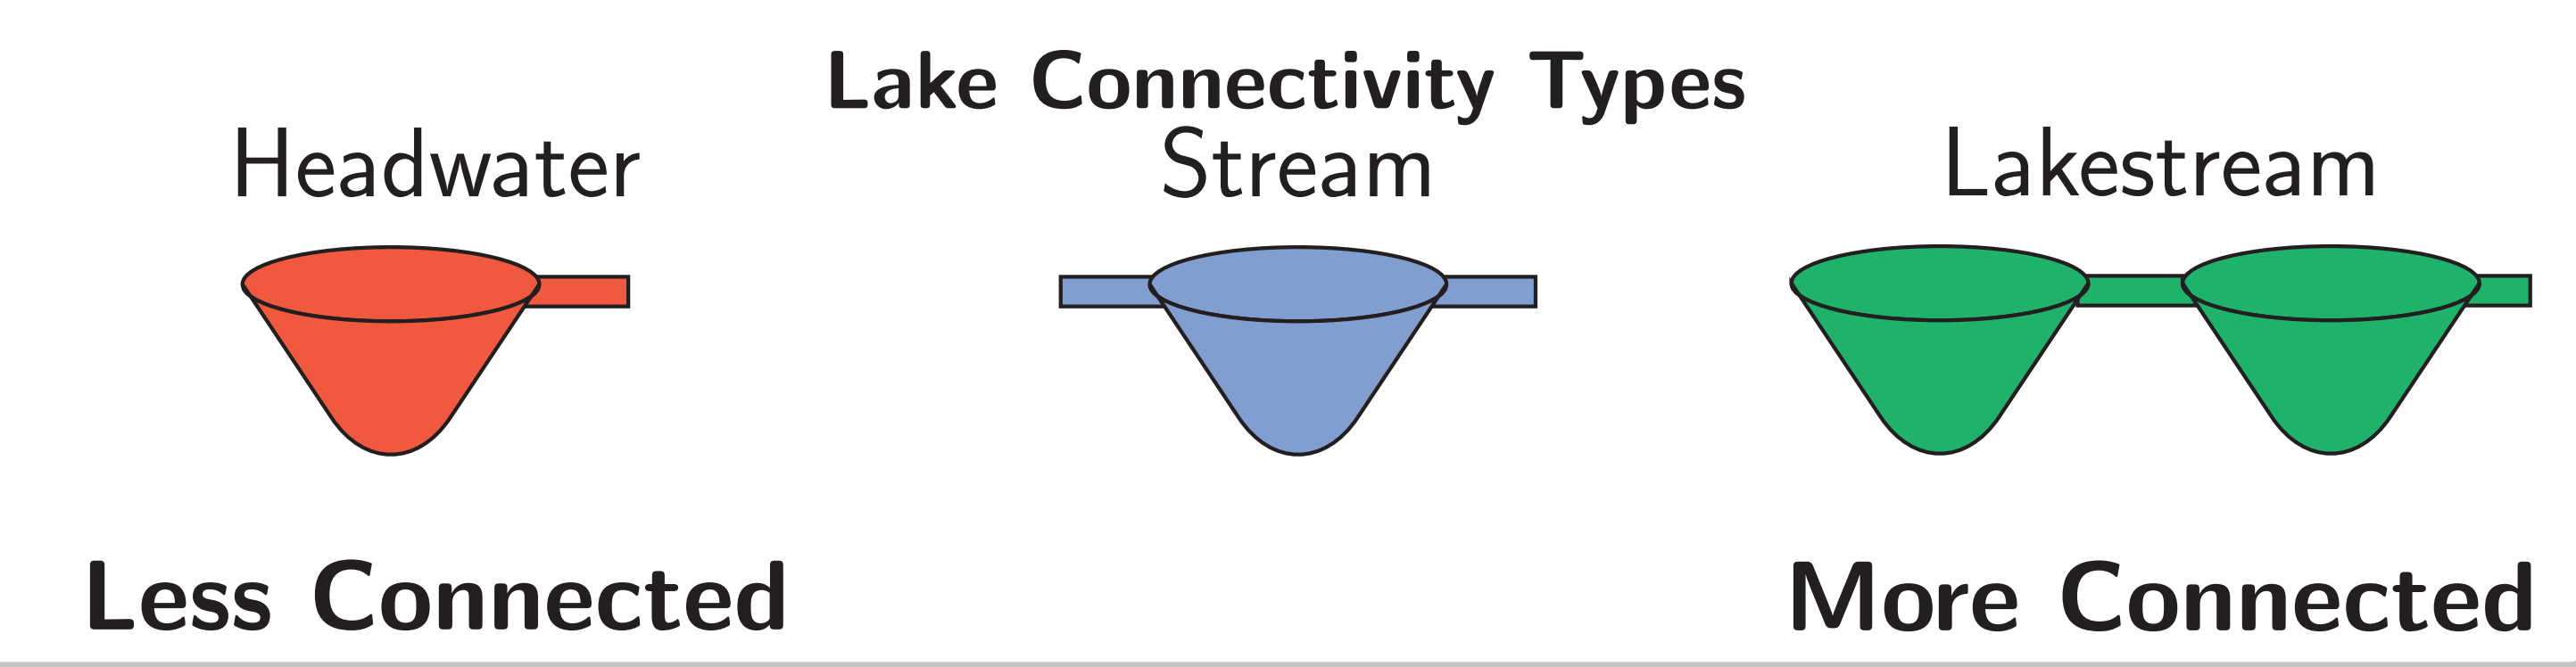 Lake Connectivity Types
Headwater
Stream
Lakestream
Less Connected
More Connected